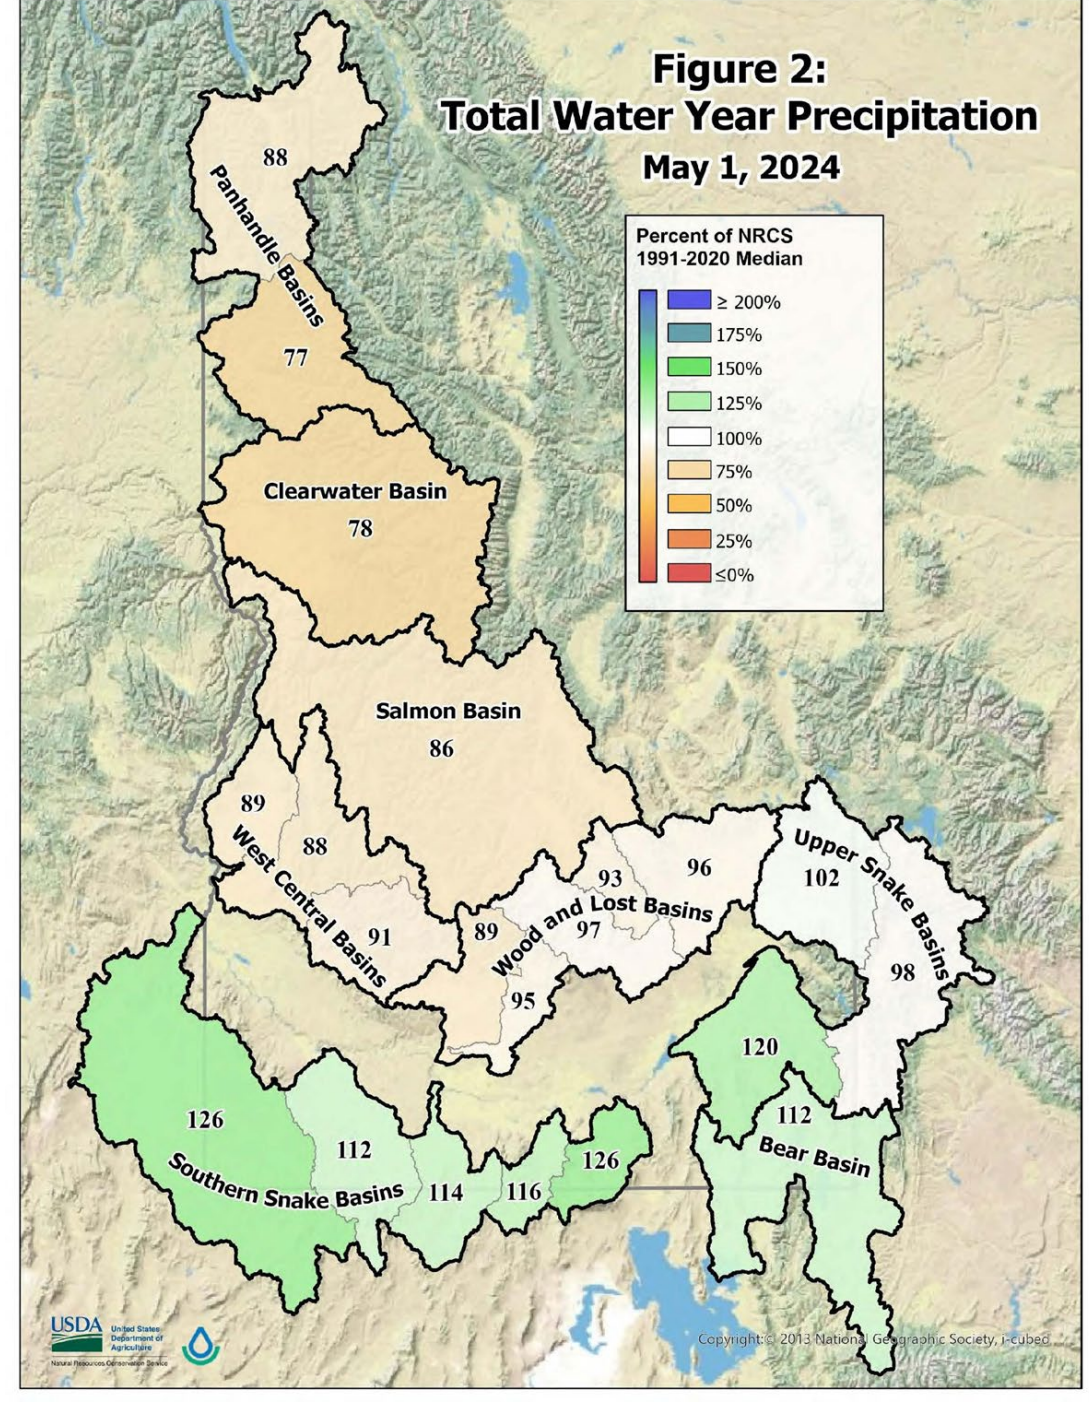 Figure 2:
Total Water Year Precipitation
May 1, 2024
Percent of NRCS
1991-2020 Median
≥ 200%
175%
150%
125%
100%
75%
50%
25%
≤0%
88
Panhandle Basins
77
Clearwater Basin
78
Salmon Basin
86
89
88
West Central Basins
91
89
93
96
Wood and Lost Basins
97
95
Upper Snake Basins
102
98
120
112
Bear Basin
126
112
Southern Snake Basins
114
116
126
USDA
United States
Department of
Agriculture
Natural Resources Conservation Service
Copyright:© 2013 National Geographic Society, i-cubed